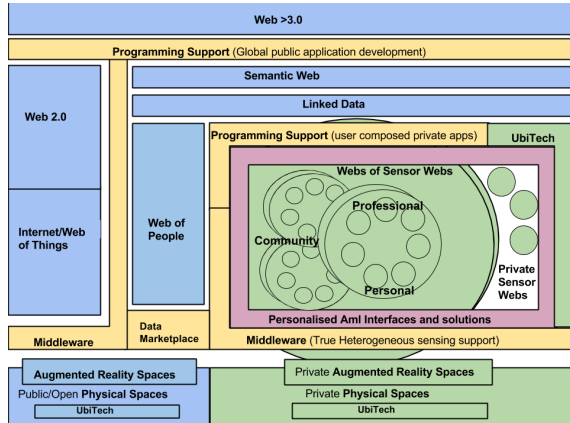 Web >3.0
Programming Support (Global public application development)
Semantic Web
Linked Data
Web 2.0
Programming Support (user composed private apps)
UbiTech
Webs of Sensor Webs
Professional
Web of
People
Internet/Web
of Things
Community
Personal
Private
Sensor
Webs
Personalised AmI Interfaces and solutions
Data
Marketplace
Middleware
Middleware (True Heterogeneous sensing support)
Augmented Reality Spaces
Private Augmented Reality Spaces
Public/Open Physical Spaces
Private Physical Spaces
UbiTech
UbiTech